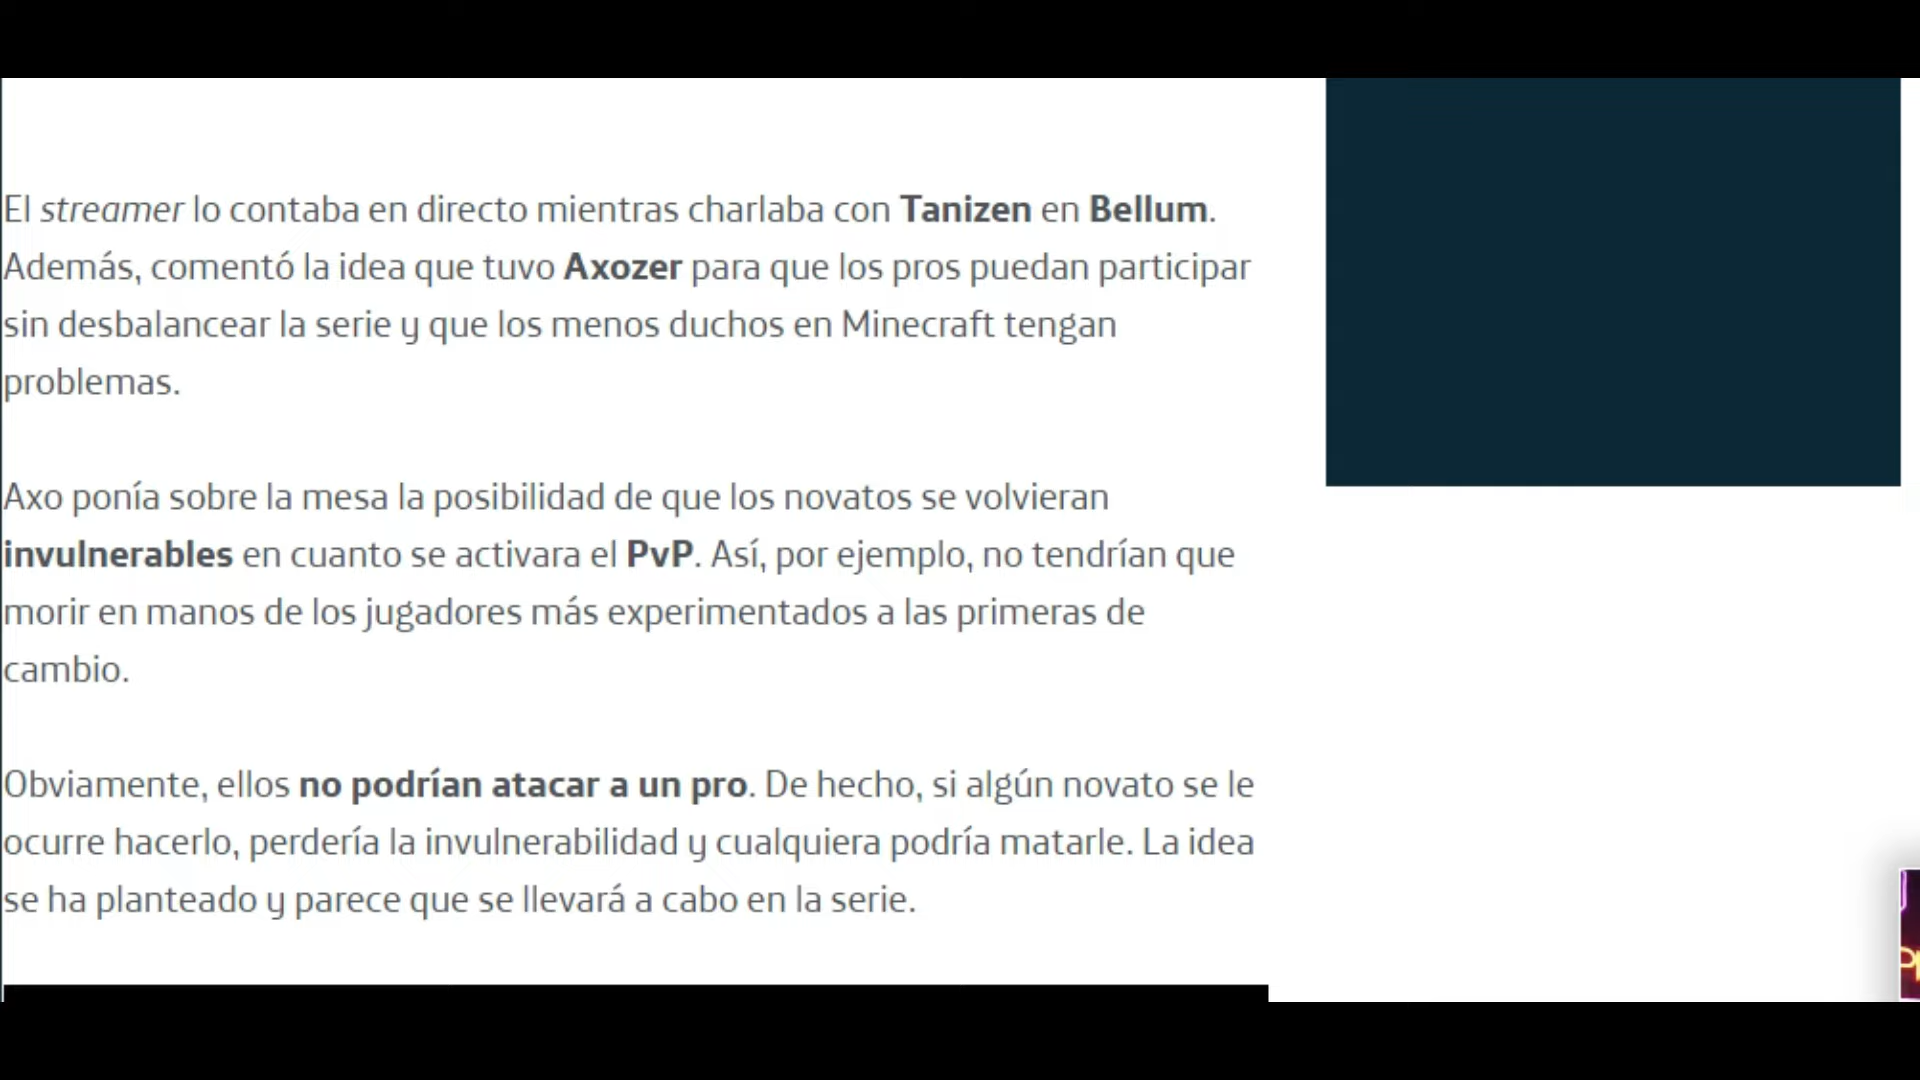 El streamer lo contaba en directo mientras charlaba con Tanizen en Bellum.
Además, comentó la idea que tuvo Axozer para que los pros puedan participar
sin desbalancear la serie y que los menos duchos en Minecraft tengan
problemas.
Axo ponía sobre la mesa la posibilidad de que los novatos se volvieran
invulnerables en cuanto se activara el PvP. Así, por ejemplo, no tendrían que
morir en manos de los jugadores más experimentados a las primeras de
cambio.
Obviamente, ellos no podrían atacar a un pro. De hecho, si algún novato se le
ocurre hacerlo, perdería la invulnerabilidad y cualquiera podría matarle. La idea
se ha planteado y parece que se llevará a cabo en la serie.